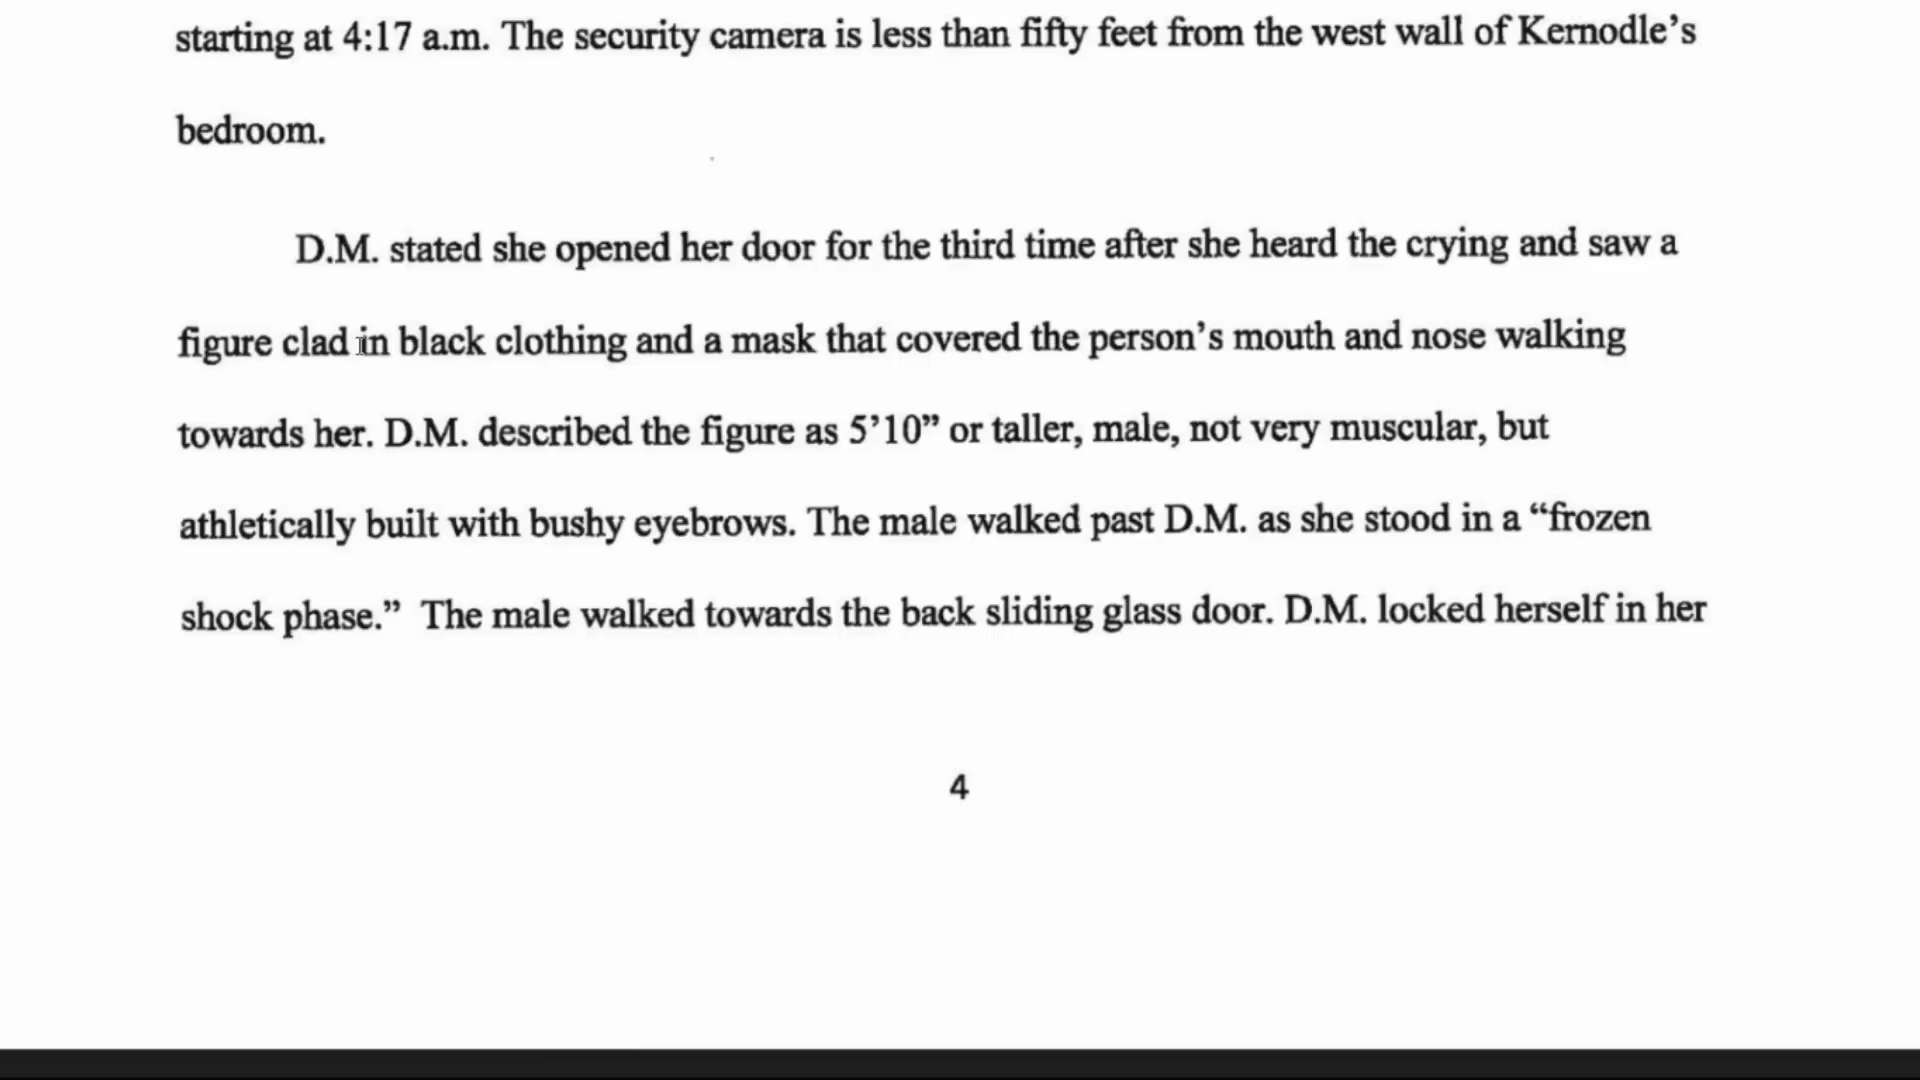 starting at 4:17 a.m. The security camera is less than fifty feet from the west wall of Kernodle’s
bedroom.
D.M. stated she opened her door for the third time after she heard the crying and saw a
figure clad in black clothing and a mask that covered the person’s mouth and nose walking
towards her. D.M. described the figure as 5’10” or taller, male, not very muscular, but
athletically built with bushy eyebrows. The male walked past D.M. as she stood in a “frozen
shock phase.” The male walked towards the back sliding glass door. D.M. locked herself in her
4